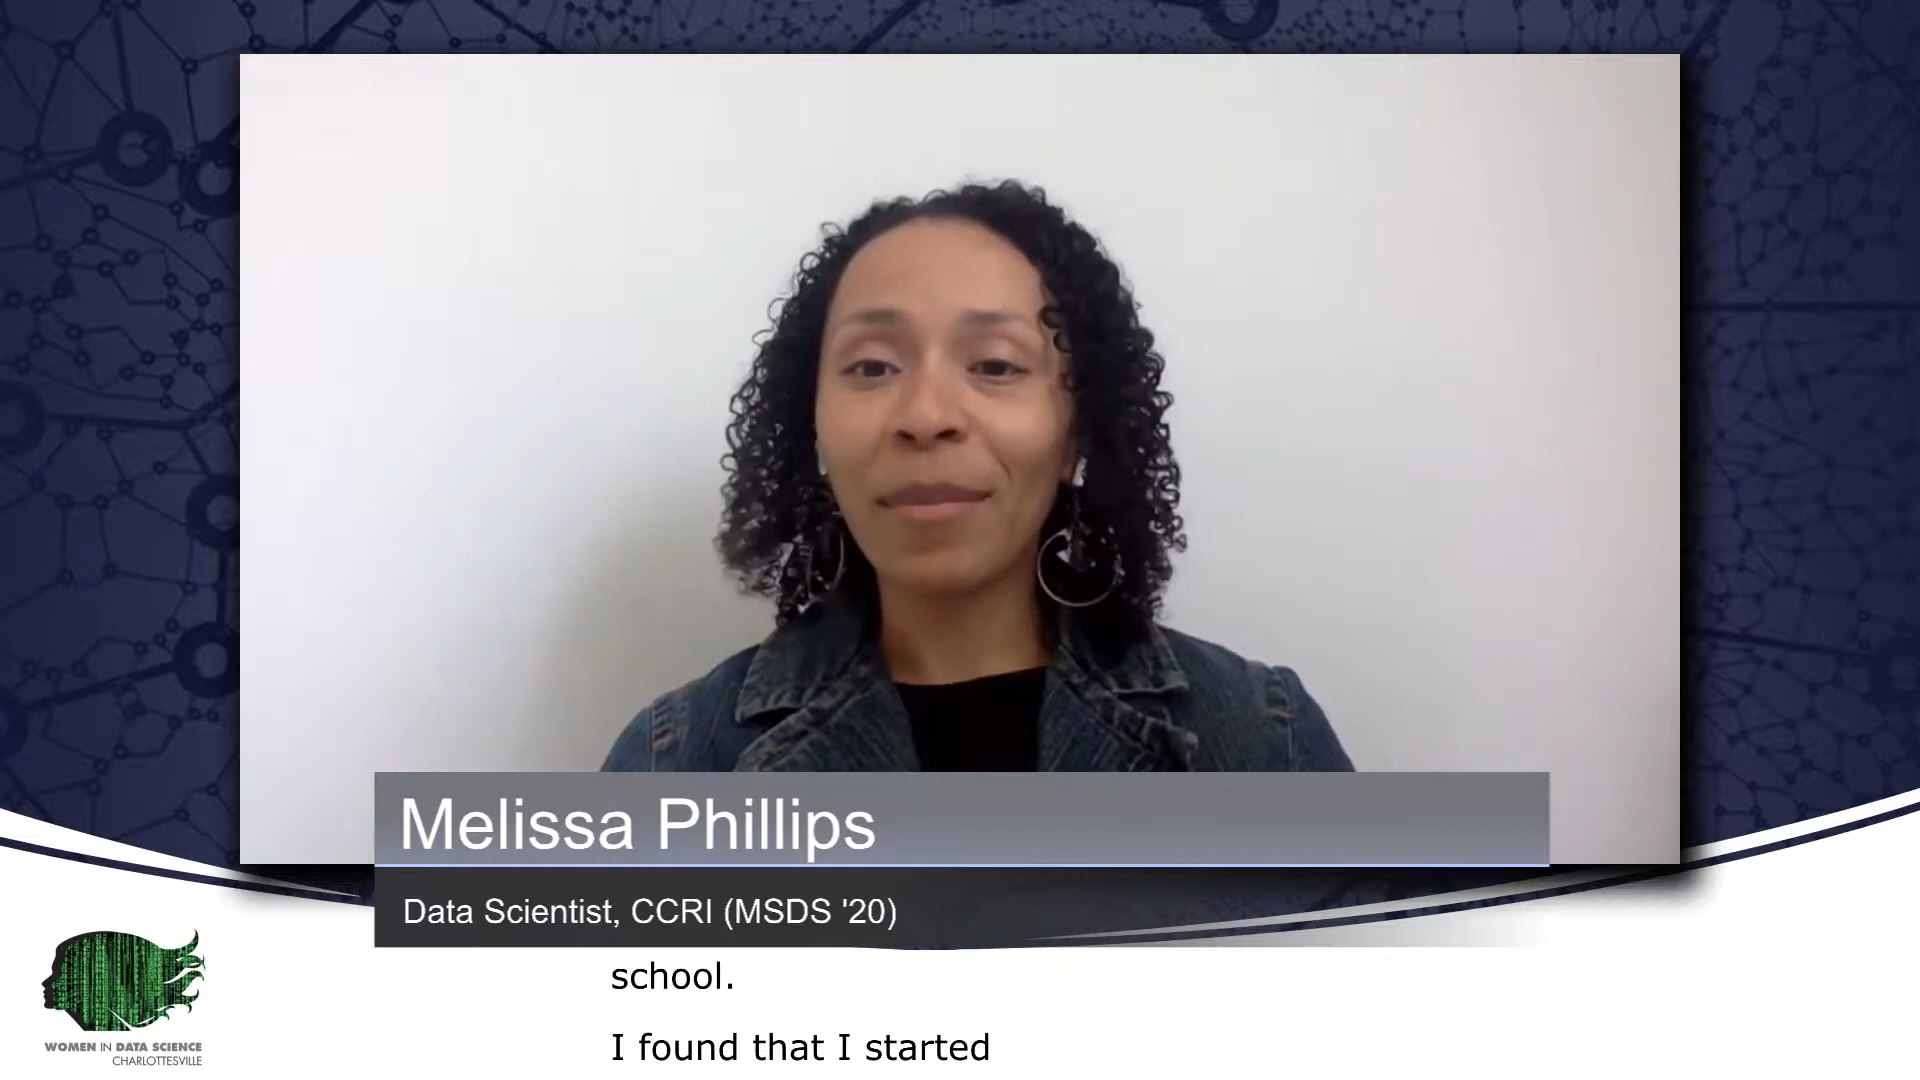 Melissa Phillips
Data Scientist, CCRI (MSDS '20)
school.
I found that I started
WOMEN IN DATA SCIENCE
CHARLOTTESVILLE